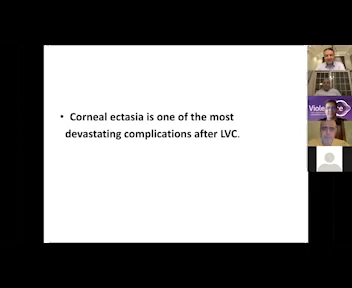 • Corneal ectasia is one of the most
devastating complications after LVC.